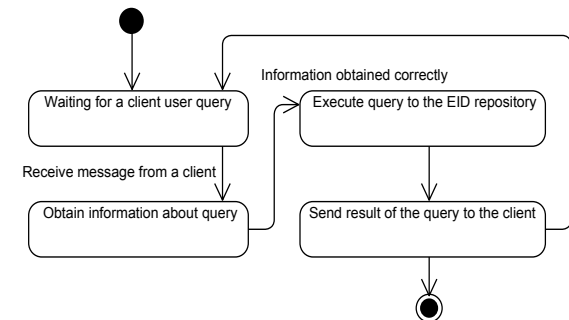 Information obtained correctly
Waiting for a client user query
Execute query to the EID repository
Receive message from a client
Obtain information about query
Send result of the query to the client